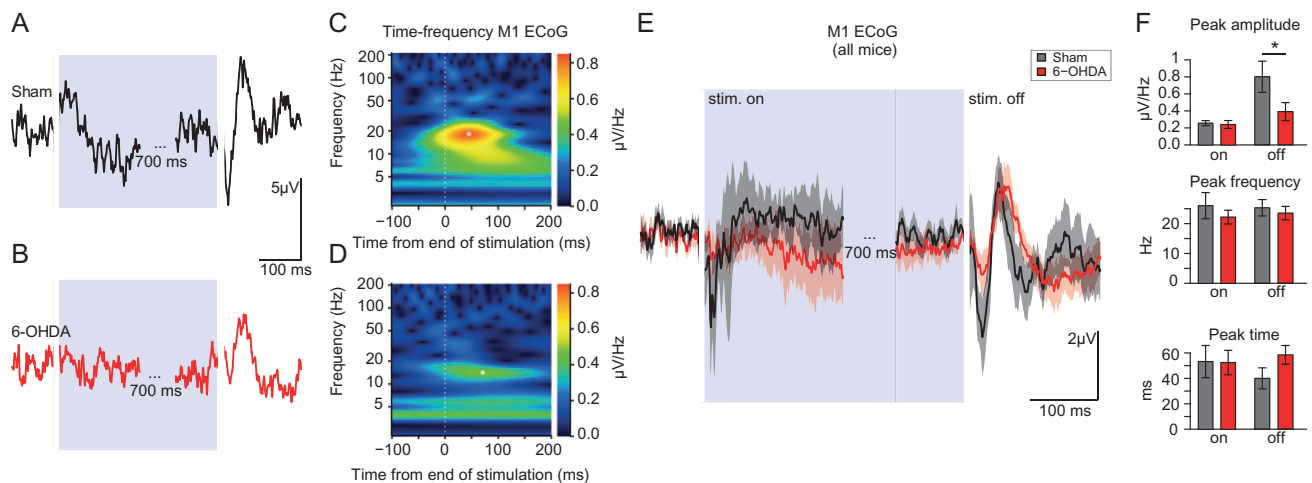 A
Sham
...
700 ms
5μV
100 ms
B
6-OHDA
...
700 ms
C
Time-frequency M1 ECoG
Frequency (Hz)
200
100
50
20
10
5
−100 0 100 200
Time from end of stimulation (ms)
0.8
0.6
0.4
0.2
0.0
μV/Hz
D
Frequency (Hz)
200
100
50
20
10
5
−100 0 100 200
Time from end of stimulation (ms)
0.8
0.6
0.4
0.2
0.0
μV/Hz
E
M1 ECoG
(all mice)
Sham
6−OHDA
stim. on
stim. off
...
700 ms
2μV
100 ms
F
Peak amplitude
μV/Hz
1
0.8
0.6
0.4
0.2
0.0
*
on off
Peak frequency
Hz
20
10
0
on off
Peak time
ms
60
40
20
0
on off